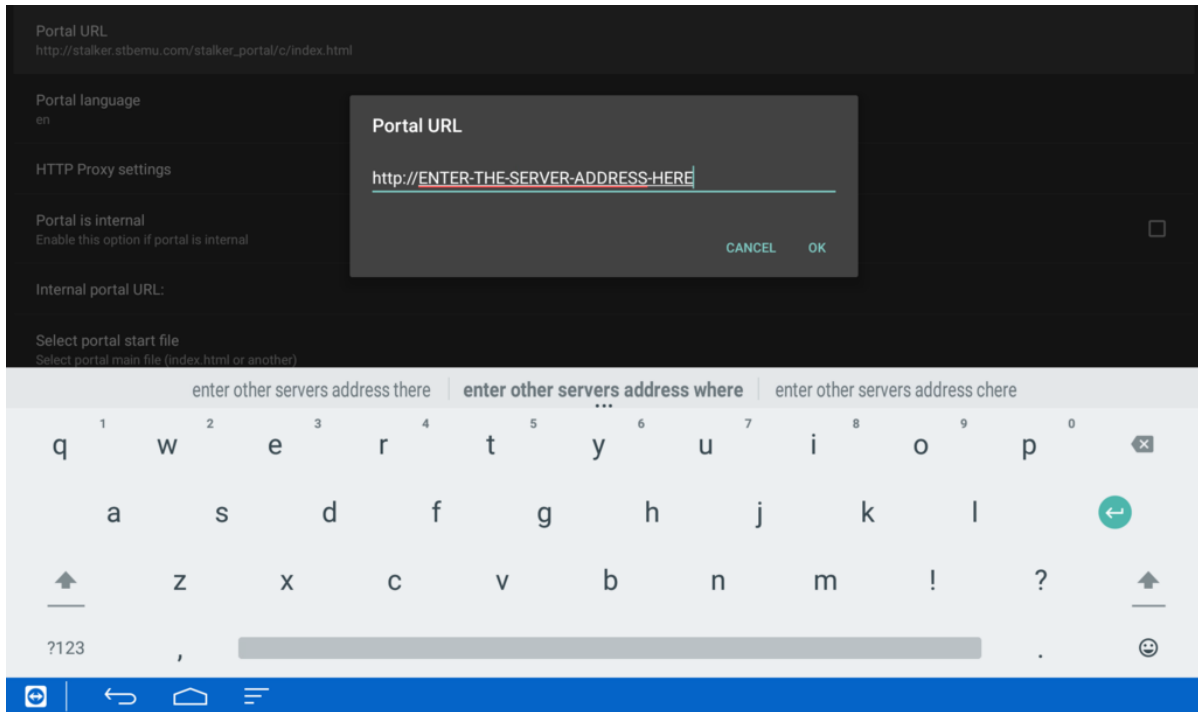 Portal URL
http://stalker.stbemu.com/stalker_portal/c/index.html
Portal language
en
HTTP Proxy settings
Portal is internal
Enable this option if portal is internal
Internal portal URL:
Select portal start file
Select portal main file (index.html or another)
Portal URL
http://ENTER-THE-SERVER-ADDRESS-HERE
CANCEL OK
enter other servers address there enter other servers address where enter other servers address chere
1 2 3 4 5 6 7 8 9 0
q w e r t y u i o p
a s d f g h j k l
z x c v b n m ! ?
?123 , .